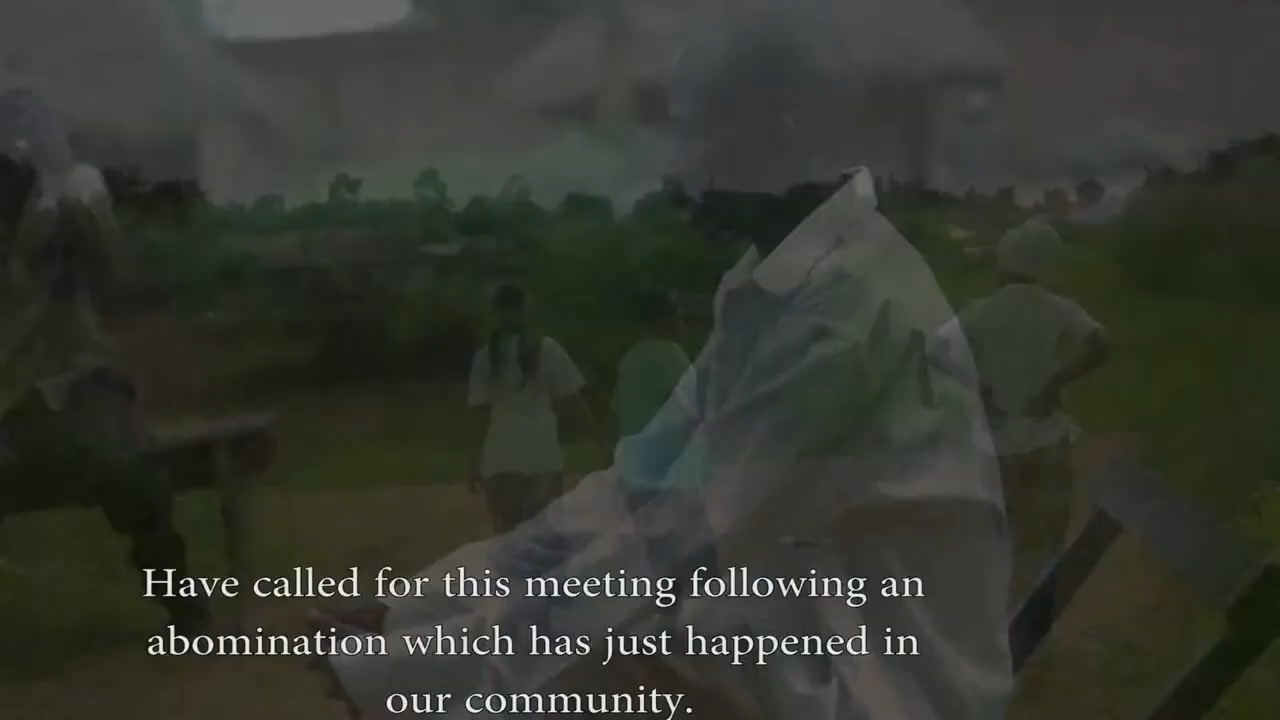 Have called for this meeting following an
abomination which has just happened in
our community.